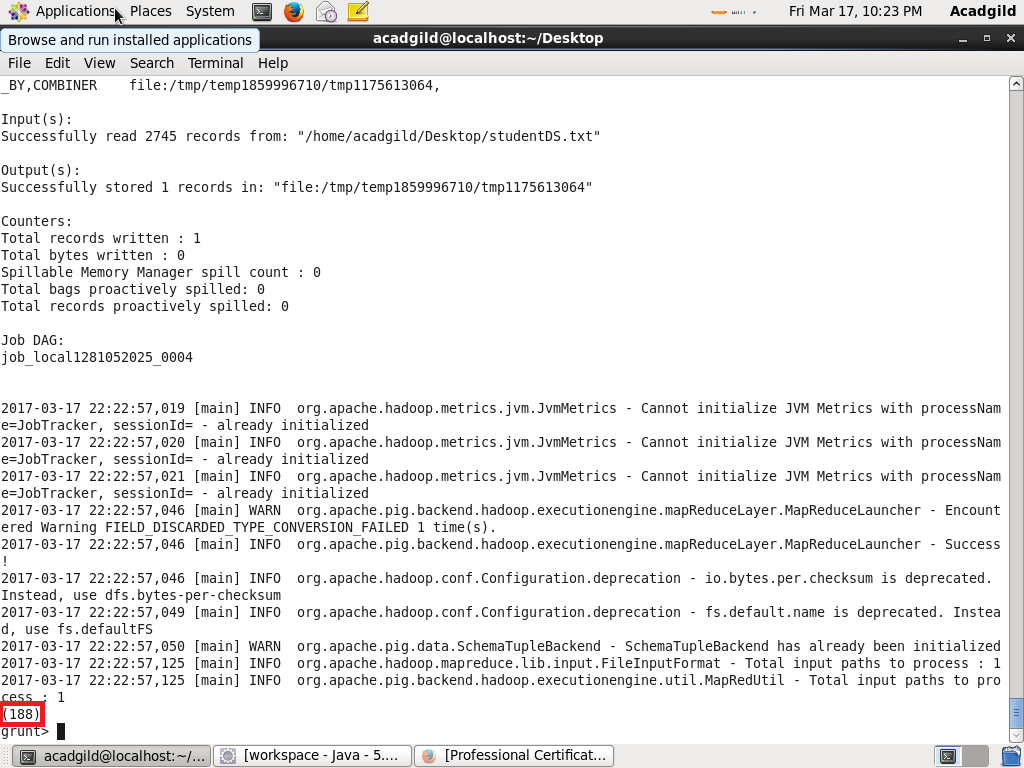 Applications Places System Fri Mar 17, 10:23 PM Acadgild
Browse and run installed applications
acadgild@localhost:~/Desktop
File Edit View Search Terminal Help
_BY,COMBINER    file:/tmp/temp1859996710/tmp1175613064,
Input(s):
Successfully read 2745 records from: "/home/acadgild/Desktop/studentDS.txt"
Output(s):
Successfully stored 1 records in: "file:/tmp/temp1859996710/tmp1175613064"
Counters:
Total records written : 1
Total bytes written : 0
Spillable Memory Manager spill count : 0
Total bags proactively spilled: 0
Total records proactively spilled: 0
Job DAG:
job_local1281052025_0004
2017-03-17 22:22:57,019 [main] INFO  org.apache.hadoop.metrics.jvm.JvmMetrics - Cannot initialize JVM Metrics with processNam
e=JobTracker, sessionId= - already initialized
2017-03-17 22:22:57,020 [main] INFO  org.apache.hadoop.metrics.jvm.JvmMetrics - Cannot initialize JVM Metrics with processNam
e=JobTracker, sessionId= - already initialized
2017-03-17 22:22:57,021 [main] INFO  org.apache.hadoop.metrics.jvm.JvmMetrics - Cannot initialize JVM Metrics with processNam
e=JobTracker, sessionId= - already initialized
2017-03-17 22:22:57,046 [main] WARN  org.apache.pig.backend.hadoop.executionengine.mapReduceLayer.MapReduceLauncher - Encount
ered Warning FIELD_DISCARDED_TYPE_CONVERSION_FAILED 1 time(s).
2017-03-17 22:22:57,046 [main] INFO  org.apache.pig.backend.hadoop.executionengine.mapReduceLayer.MapReduceLauncher - Success
!
2017-03-17 22:22:57,046 [main] INFO  org.apache.hadoop.conf.Configuration.deprecation - io.bytes.per.checksum is deprecated.
Instead, use dfs.bytes-per-checksum
2017-03-17 22:22:57,049 [main] INFO  org.apache.hadoop.conf.Configuration.deprecation - fs.default.name is deprecated. Instea
d, use fs.defaultFS
2017-03-17 22:22:57,050 [main] WARN  org.apache.pig.data.SchemaTupleBackend - SchemaTupleBackend has already been initialized
2017-03-17 22:22:57,125 [main] INFO  org.apache.hadoop.mapreduce.lib.input.FileInputFormat - Total input paths to process : 1
2017-03-17 22:22:57,125 [main] INFO  org.apache.pig.backend.hadoop.executionengine.util.MapRedUtil - Total input paths to pro
cess : 1
(188)
grunt>
acadgild@localhost:~/... [workspace - Java - 5.... [Professional Certificat...